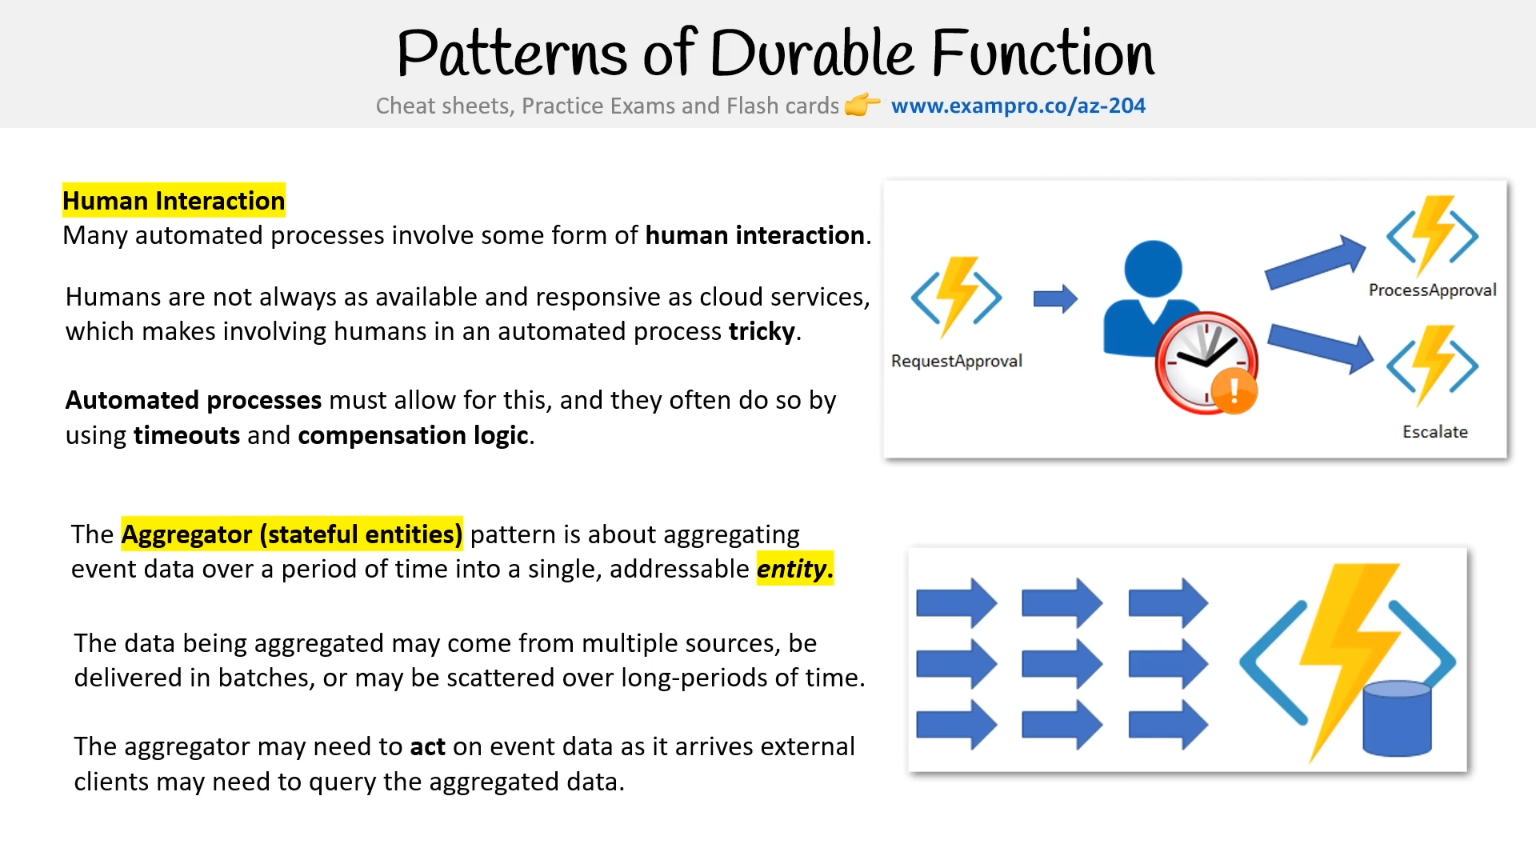 Patterns of Durable Function
Cheat sheets, Practice Exams and Flash cards 👉 www.exampro.co/az-204
Human Interaction
Many automated processes involve some form of human interaction.
Humans are not always as available and responsive as cloud services,
which makes involving humans in an automated process tricky.
Automated processes must allow for this, and they often do so by
using timeouts and compensation logic.
RequestApproval
ProcessApproval
Escalate
The Aggregator (stateful entities) pattern is about aggregating
event data over a period of time into a single, addressable entity.
The data being aggregated may come from multiple sources, be
delivered in batches, or may be scattered over long-periods of time.
The aggregator may need to act on event data as it arrives external
clients may need to query the aggregated data.